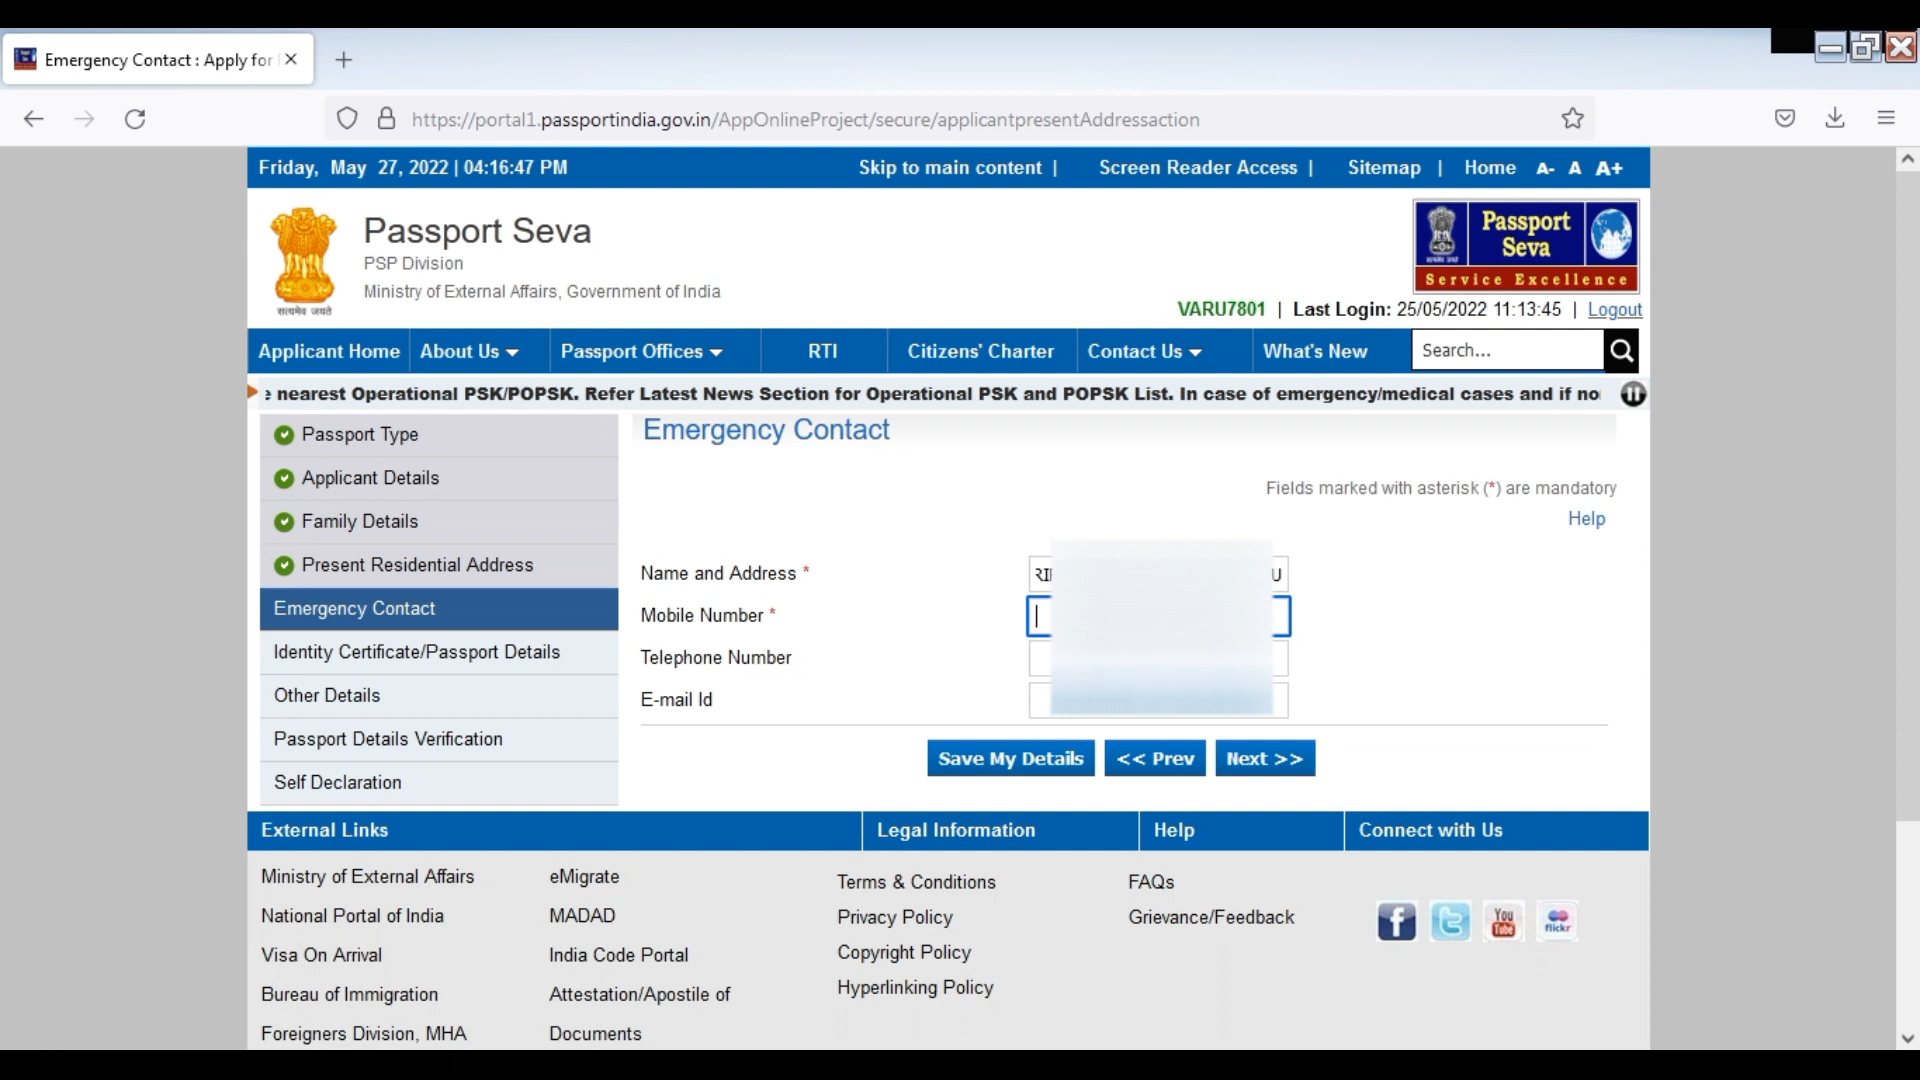 Emergency Contact : Apply for
https://portal1.passportindia.gov.in/AppOnlineProject/secure/applicantpresentAddressaction
Friday, May 27, 2022 | 04:16:47 PM
Skip to main content | Screen Reader Access | Sitemap | Home A- A A+
Passport Seva
PSP Division
Ministry of External Affairs, Government of India
सत्यमेव जयते
Passport
Seva
Service Excellence
VARU7801 | Last Login: 25/05/2022 11:13:45 | Logout
Applicant Home About Us Passport Offices RTI Citizens' Charter Contact Us What's New Search...
e nearest Operational PSK/POPSK. Refer Latest News Section for Operational PSK and POPSK List. In case of emergency/medical cases and if no
Passport Type
Applicant Details
Family Details
Present Residential Address
Emergency Contact
Identity Certificate/Passport Details
Other Details
Passport Details Verification
Self Declaration
Emergency Contact
Fields marked with asterisk (*) are mandatory
Help
Name and Address *
Mobile Number *
Telephone Number
E-mail Id
Save My Details << Prev Next >>
External Links
Ministry of External Affairs
National Portal of India
Visa On Arrival
Bureau of Immigration
Foreigners Division, MHA
eMigrate
MADAD
India Code Portal
Attestation/Apostile of
Documents
Legal Information
Terms & Conditions
Privacy Policy
Copyright Policy
Hyperlinking Policy
Help
FAQs
Grievance/Feedback
Connect with Us
You
Tube
flickr